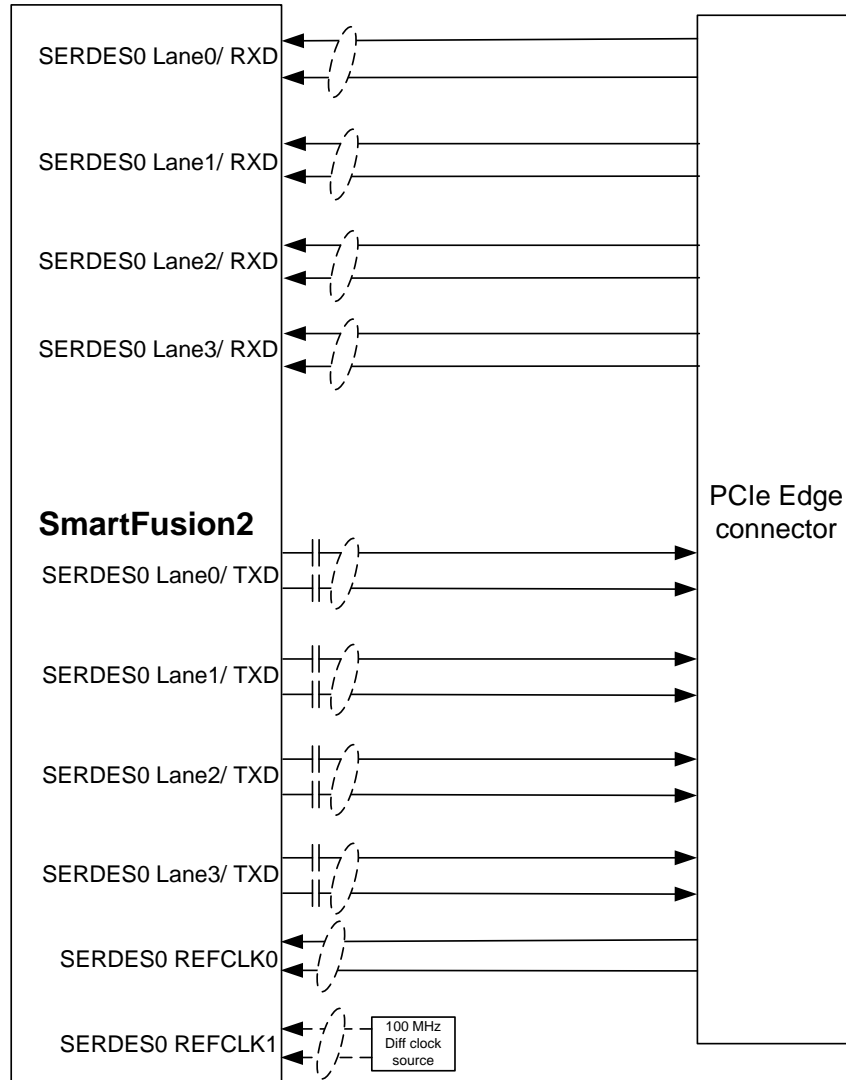 SERDES0 Lane0/ RXD
SERDES0 Lane1/ RXD
SERDES0 Lane2/ RXD
SERDES0 Lane3/ RXD
PCIe Edge
connector
SmartFusion2
SERDES0 Lane0/ TXD
SERDES0 Lane1/ TXD
SERDES0 Lane2/ TXD
SERDES0 Lane3/ TXD
SERDES0 REFCLK0
SERDES0 REFCLK1
100 MHz
Diff clock
source